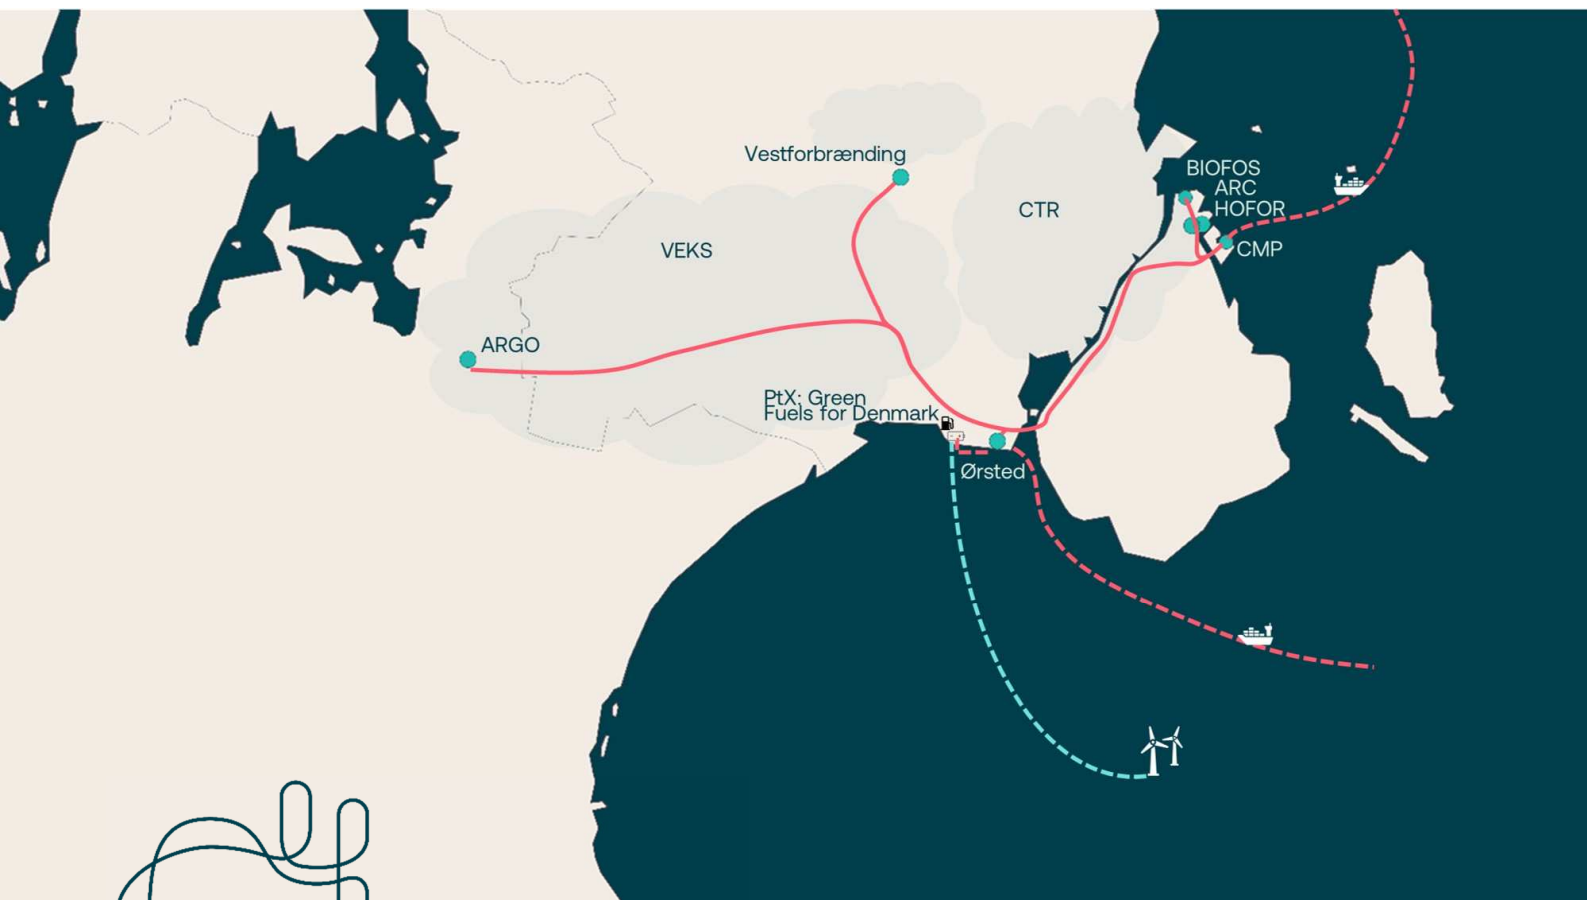 Vestforbrænding
BIOFOS
ARC
HOFOR
CTR
VEKS
CMP
ARGO
PtX: Green
Fuels for Denmark
Ørsted